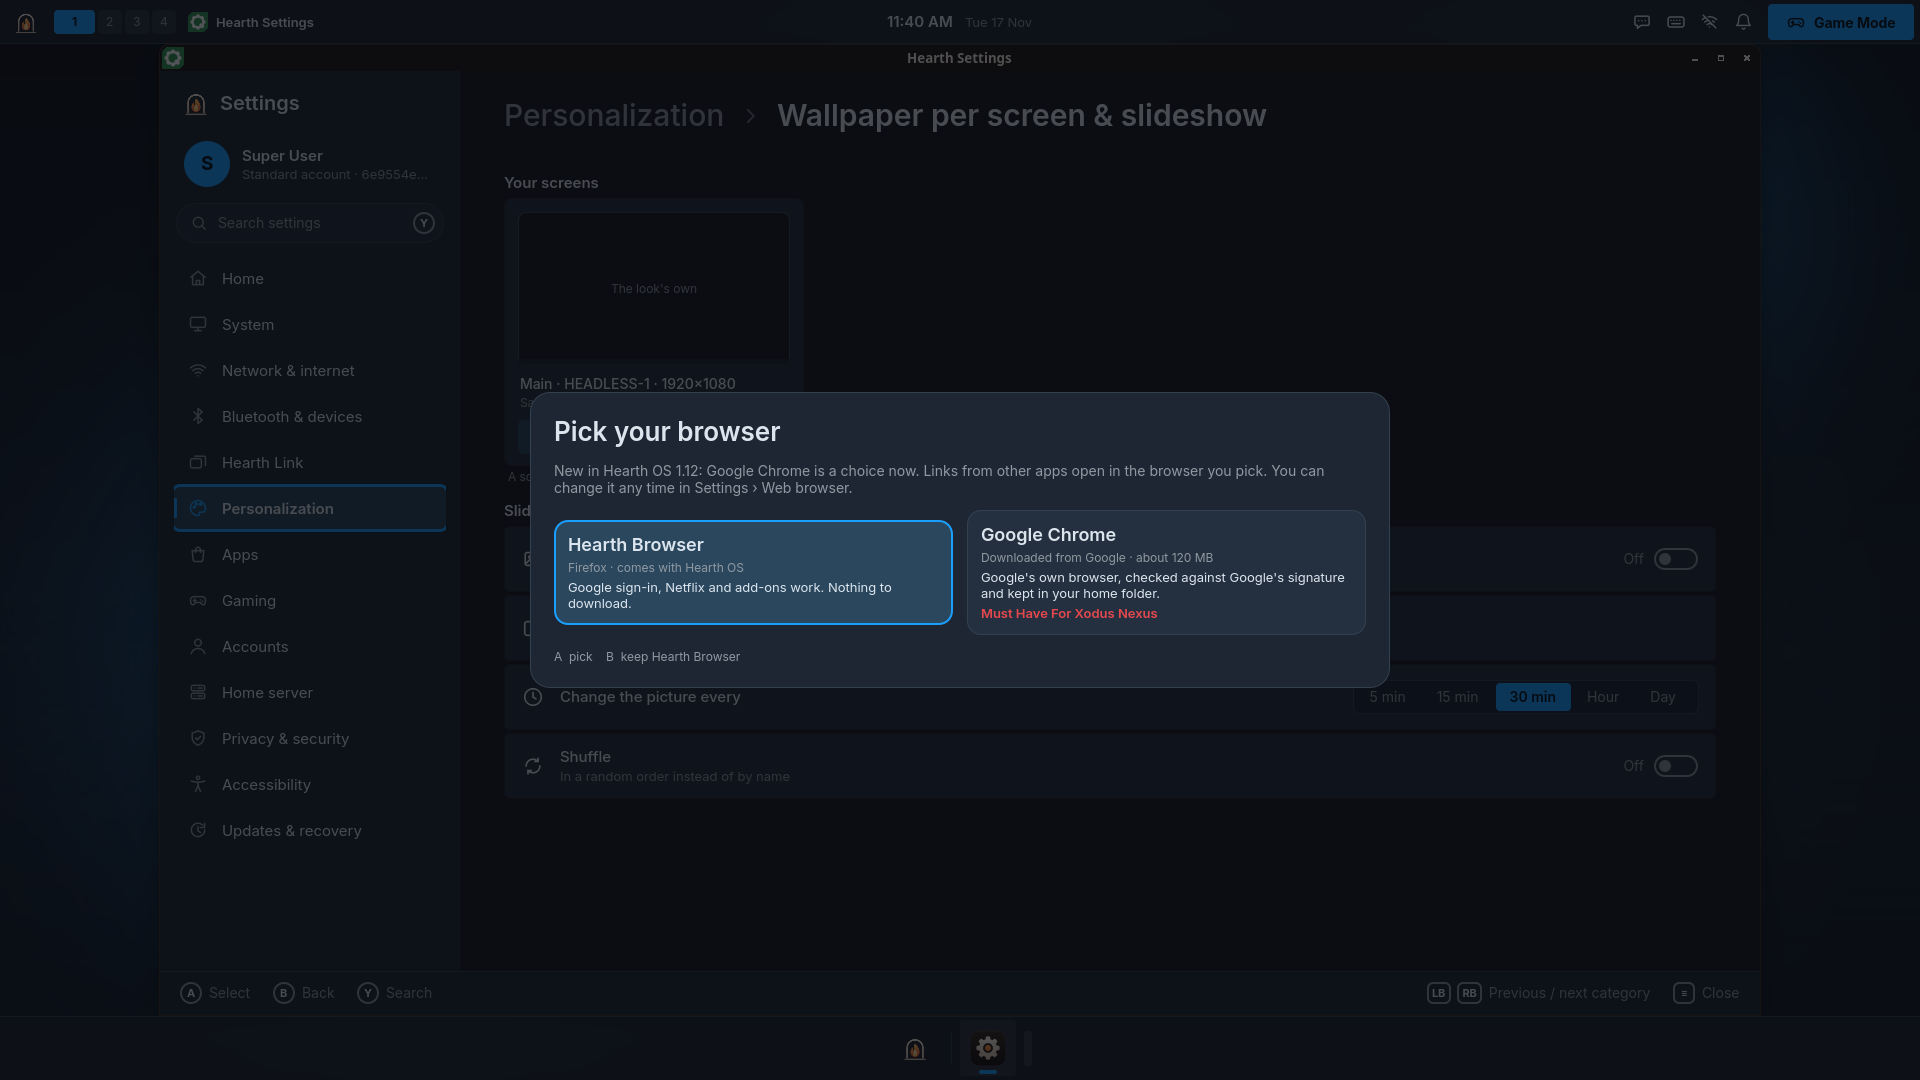 1 2 3 4 Hearth Settings
11:40 AM Tue 17 Nov
Game Mode
Hearth Settings
Settings
S
Super User
Standard account · 6e9554e...
Search settings Y
Home
System
Network & internet
Bluetooth & devices
Hearth Link
Personalization
Apps
Gaming
Accounts
Home server
Privacy & security
Accessibility
Updates & recovery
Personalization › Wallpaper per screen & slideshow
Your screens
The look's own
Main · HEADLESS-1 · 1920×1080
Pick your browser
New in Hearth OS 1.12: Google Chrome is a choice now. Links from other apps open in the browser you pick. You can
change it any time in Settings › Web browser.
Hearth Browser
Firefox · comes with Hearth OS
Google sign-in, Netflix and add-ons work. Nothing to
download.
Google Chrome
Downloaded from Google · about 120 MB
Google's own browser, checked against Google's signature
and kept in your home folder.
Must Have For Xodus Nexus
A pick B keep Hearth Browser
Off
Change the picture every
5 min 15 min 30 min Hour Day
Shuffle
In a random order instead of by name
Off
A Select B Back Y Search
LB RB Previous / next category ≡ Close